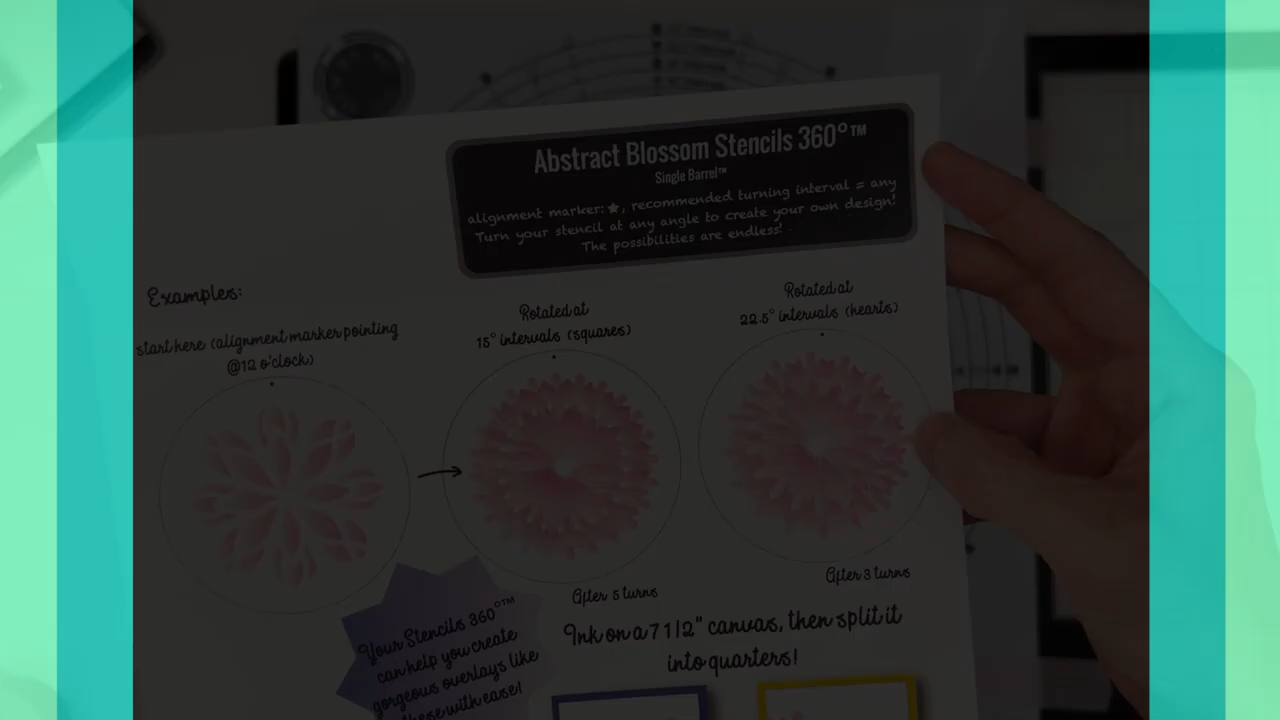 Abstract Blossom Stencils 360°™
Single Barrel™
alignment marker: ★, recommended turning interval = any
Turn your stencil at any angle to create your own design!
The possibilities are endless!
Examples:
start here (alignment marker pointing
@12 o'clock)
Rotated at
15° intervals (squares)
Rotated at
22.5° intervals (hearts)
After 5 turns
After 3 turns
Your Stencils 360°™
can help you create
gorgeous overlays like
these with ease!
Ink on a 7 1/2" canvas, then split it
into quarters!